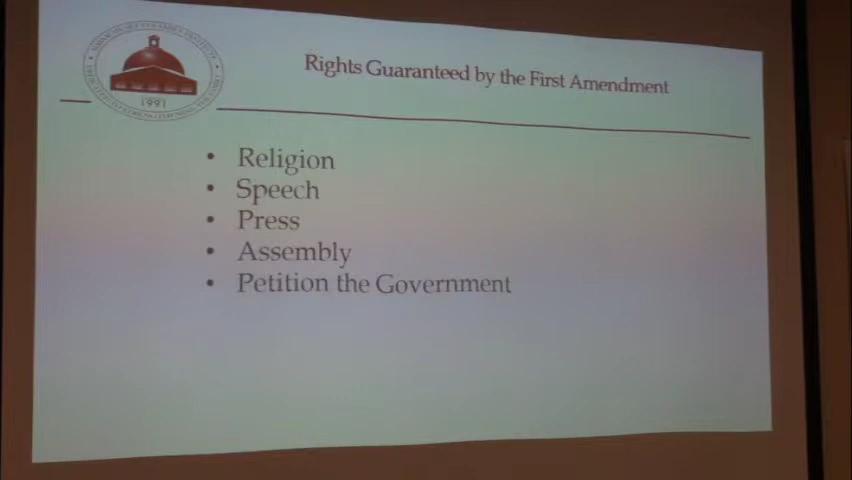 Rights Guaranteed by the First Amendment
1991
• Religion
• Speech
• Press
• Assembly
• Petition the Government